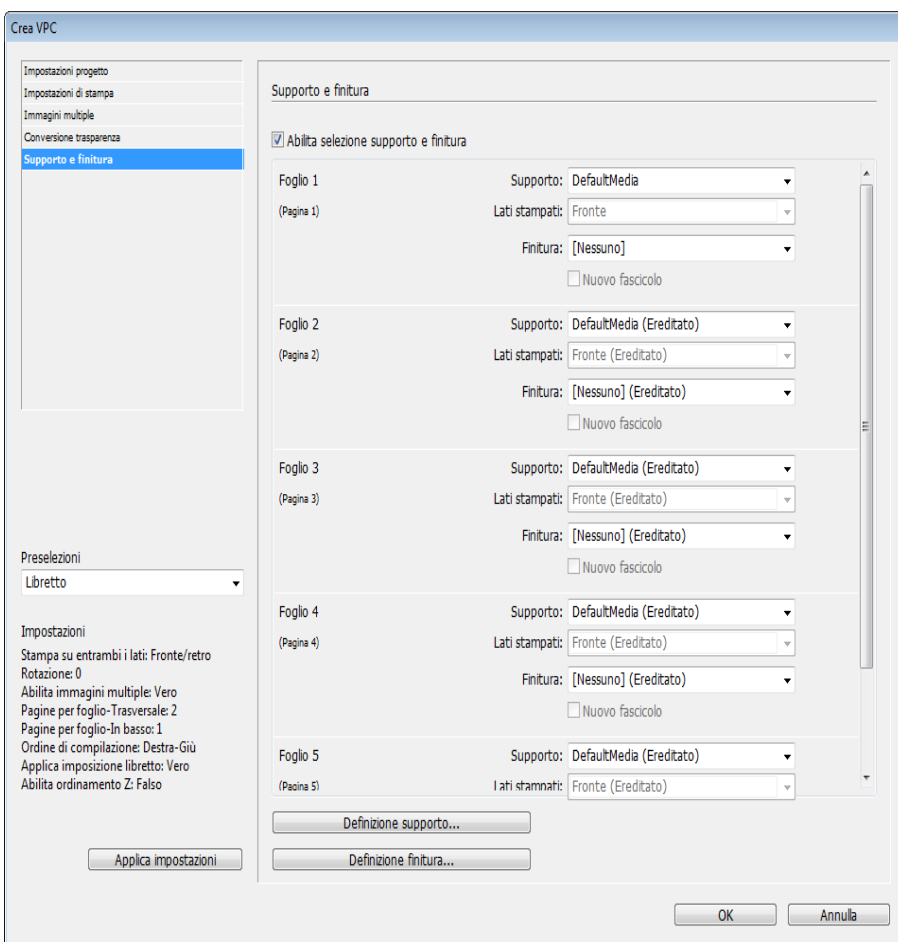 Crea VPC
Impostazioni progetto
Impostazioni di stampa
Immagini multiple
Conversione trasparenza
Supporto e finitura
Preselezioni
Libretto
Impostazioni
Stampa su entrambi i lati: Fronte/retro
Rotazione: 0
Abilita immagini multiple: Vero
Pagine per foglio-Trasversale: 2
Pagine per foglio-In basso: 1
Ordine di compilazione: Destra-Giù
Applica imposizione libretto: Vero
Abilita ordinamento Z: Falso
Applica impostazioni
Supporto e finitura
Abilita selezione supporto e finitura
Foglio 1 Supporto: DefaultMedia
(Pagina 1) Lati stampati: Fronte
Finitura: [Nessuno]
Nuovo fascicolo
Foglio 2 Supporto: DefaultMedia (Ereditato)
(Pagina 2) Lati stampati: Fronte (Ereditato)
Finitura: [Nessuno] (Ereditato)
Nuovo fascicolo
Foglio 3 Supporto: DefaultMedia (Ereditato)
(Pagina 3) Lati stampati: Fronte (Ereditato)
Finitura: [Nessuno] (Ereditato)
Nuovo fascicolo
Foglio 4 Supporto: DefaultMedia (Ereditato)
(Pagina 4) Lati stampati: Fronte (Ereditato)
Finitura: [Nessuno] (Ereditato)
Nuovo fascicolo
Foglio 5 Supporto: DefaultMedia (Ereditato)
(Pagina 5) Lati stampati: Fronte (Ereditato)
Definizione supporto...
Definizione finitura...
OK Annulla